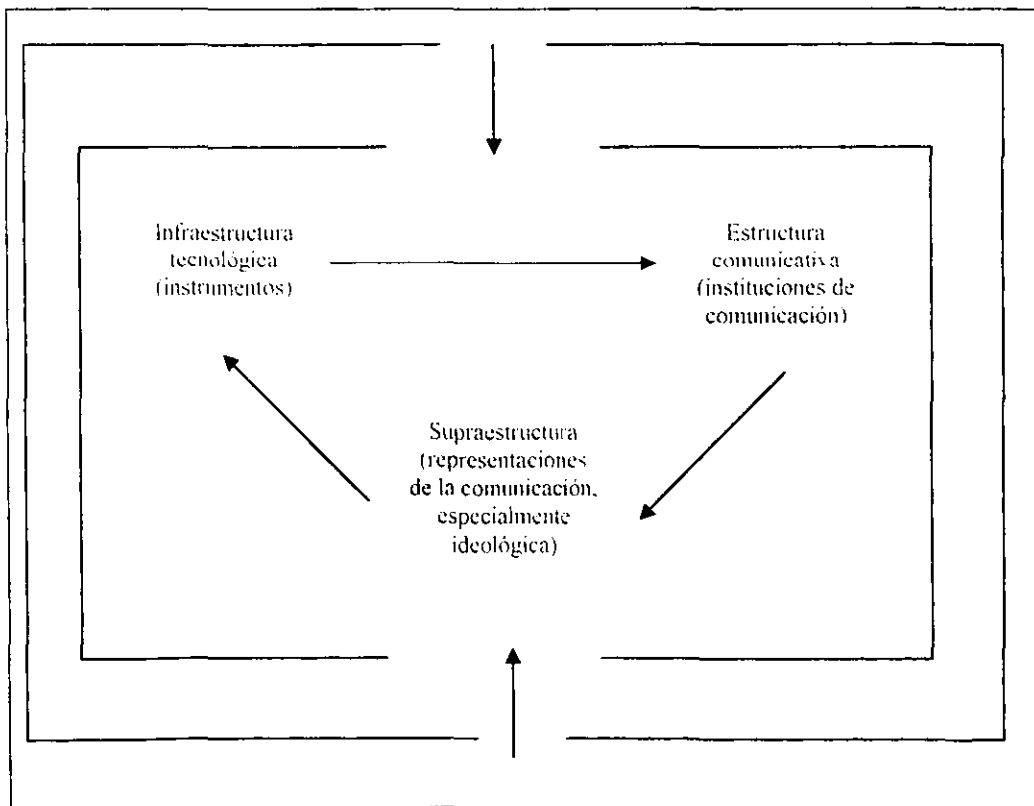 Infraestructura
tecnológica
(instrumentos)
Estructura
comunicativa
(instituciones de
comunicación)
Supraestructura
(representaciones
de la comunicación,
especialmente
ideológica)